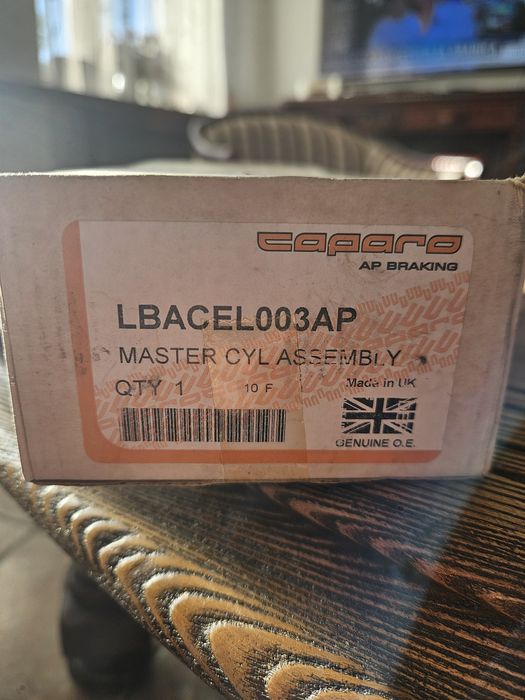 caparo
AP BRAKING
LBACEL003AP
MASTER CYL ASSEMBLY
QTY 1 10 F Made in UK
GENUINE O.E.